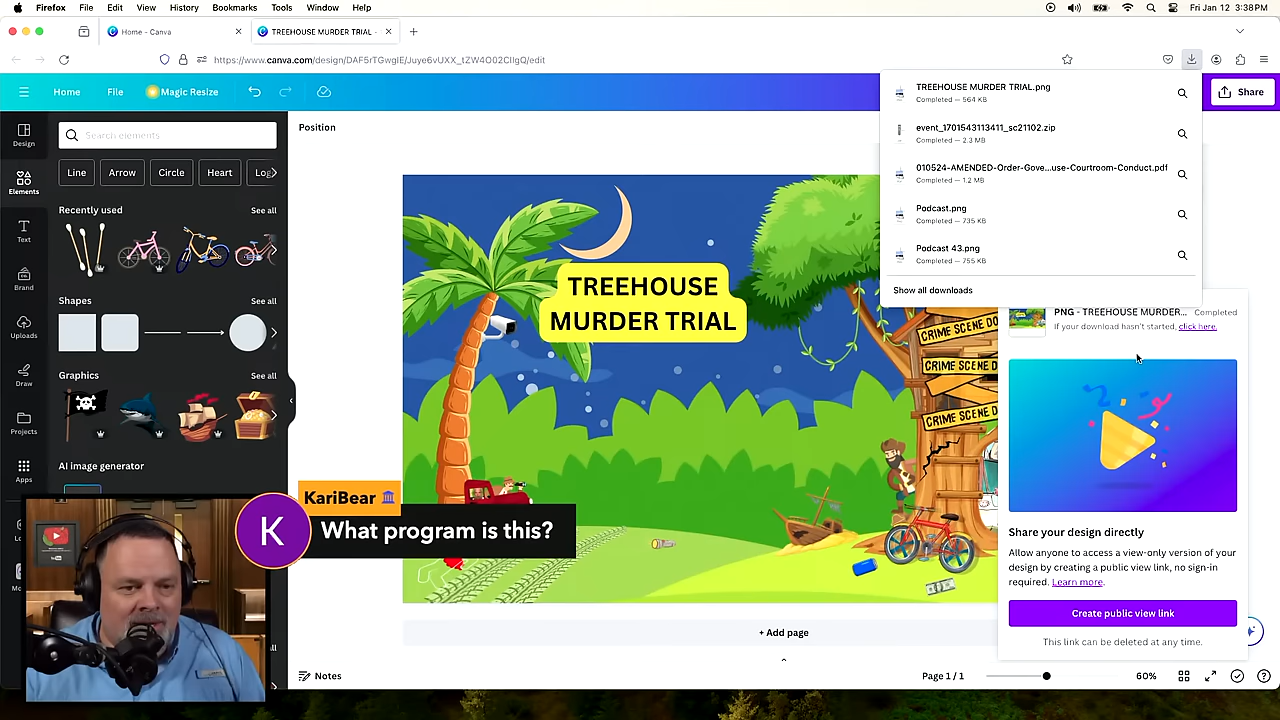 Firefox File Edit View History Bookmarks Tools Window Help
Fri Jan 12 3:38PM
Home - Canva
TREEHOUSE MURDER TRIAL -
https://www.canva.com/design/DAF5rTGwgIE/Juye6vUXX_tZW4O02CIIgQ/edit
Home File Magic Resize
Share
Design
Elements
Text
Brand
Uploads
Draw
Projects
Apps
Search elements
Line Arrow Circle Heart
Recently used See all
Shapes See all
Graphics See all
AI image generator
Position
TREEHOUSE
MURDER TRIAL
CRIME SCENE DO
CRIME SCENE DO
CRIME SCENE D
TREEHOUSE MURDER TRIAL.png
Completed — 564 KB
event_1701543113411_sc21102.zip
Completed — 2.3 MB
010524-AMENDED-Order-Gove...use-Courtroom-Conduct.pdf
Completed — 1.2 MB
Podcast.png
Completed — 735 KB
Podcast 43.png
Completed — 755 KB
Show all downloads
PNG - TREEHOUSE MURDER... Completed
If your download hasn't started, click here.
Share your design directly
Allow anyone to access a view-only version of your
design by creating a public view link, no sign-in
required. Learn more.
Create public view link
This link can be deleted at any time.
KariBear
K
What program is this?
+ Add page
Notes
Page 1 / 1
60%